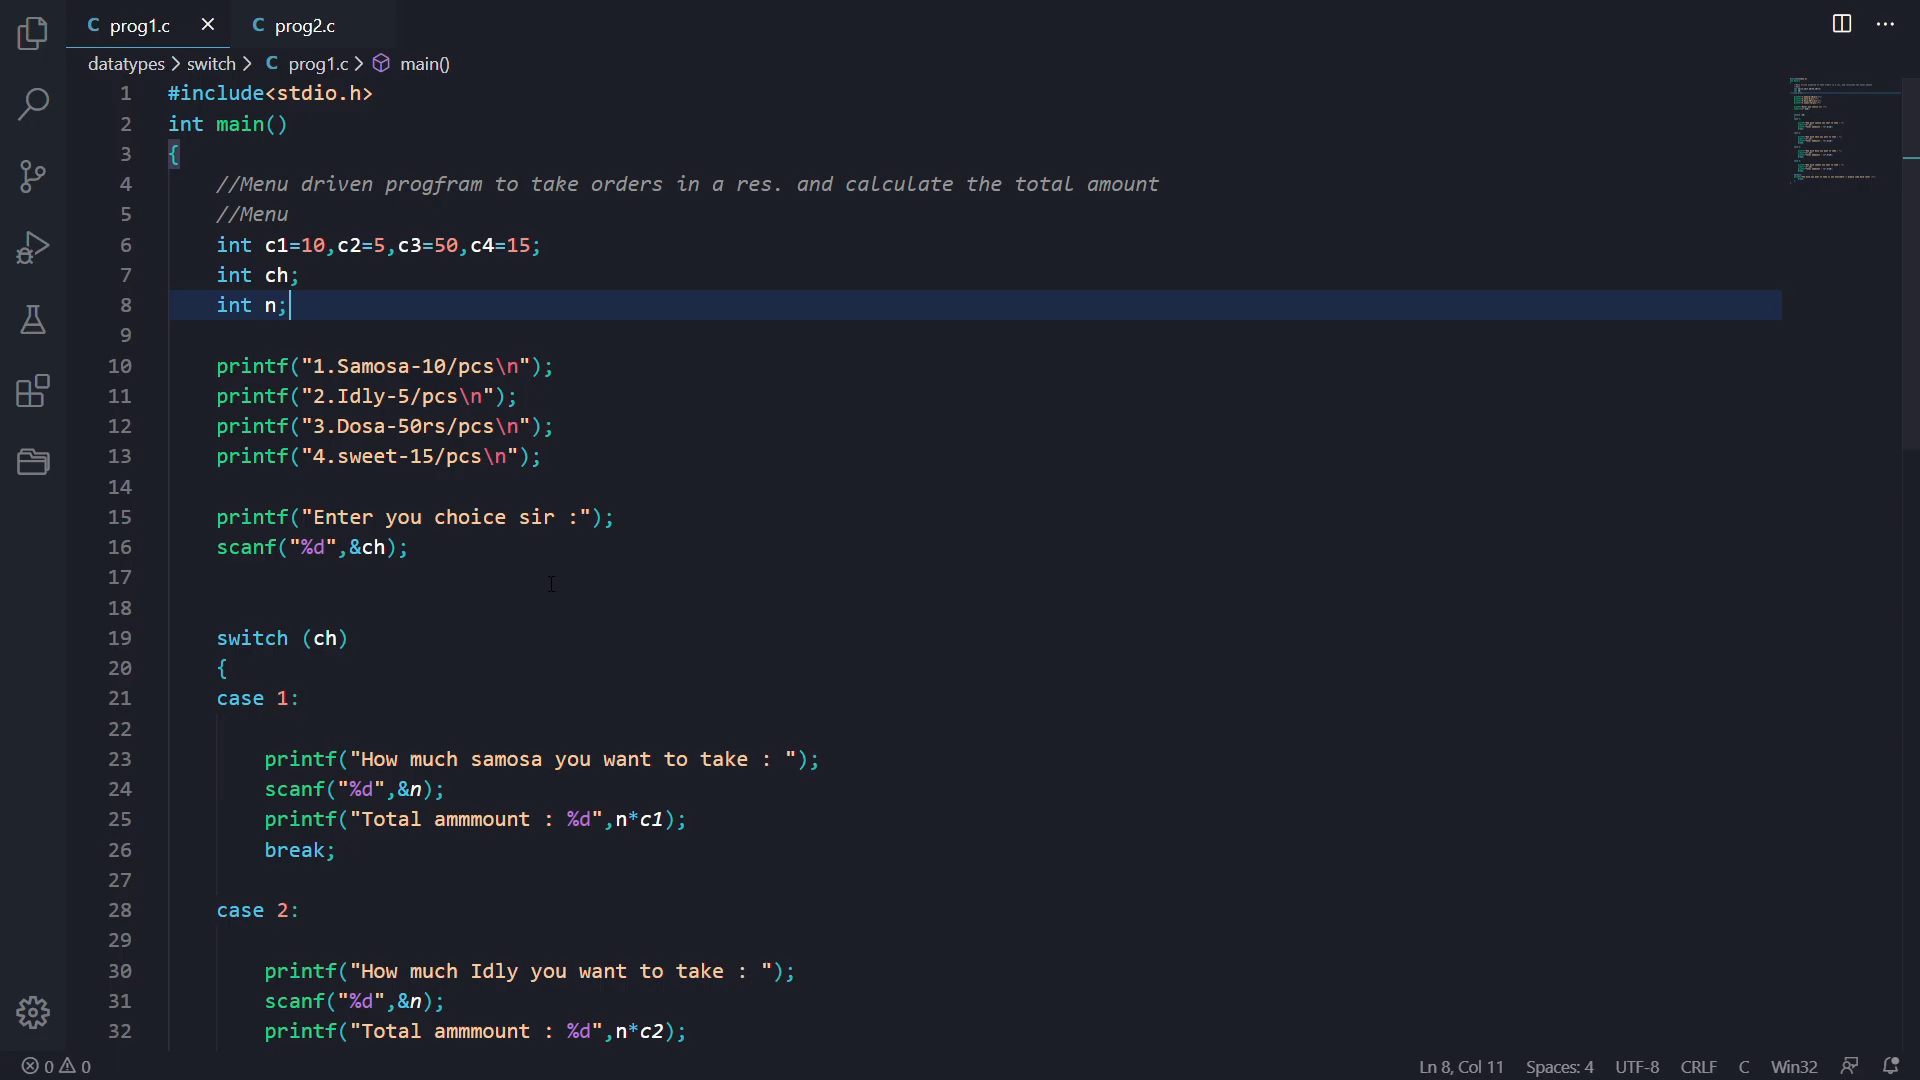 prog1.c
prog2.c
datatypes > switch > prog1.c > main()
1 #include<stdio.h>
2 int main()
3 {
4 //Menu driven progfram to take orders in a res. and calculate the total amount
5 //Menu
6 int c1=10,c2=5,c3=50,c4=15;
7 int ch;
8 int n;
9
10 printf("1.Samosa-10/pcs\n");
11 printf("2.Idly-5/pcs\n");
12 printf("3.Dosa-50rs/pcs\n");
13 printf("4.sweet-15/pcs\n");
14
15 printf("Enter you choice sir :");
16 scanf("%d",&ch);
17
18
19 switch (ch)
20 {
21 case 1:
22
23 printf("How much samosa you want to take : ");
24 scanf("%d",&n);
25 printf("Total ammmount : %d",n*c1);
26 break;
27
28 case 2:
29
30 printf("How much Idly you want to take : ");
31 scanf("%d",&n);
32 printf("Total ammmount : %d",n*c2);
0 0 Ln 8, Col 11 Spaces: 4 UTF-8 CRLF C Win32